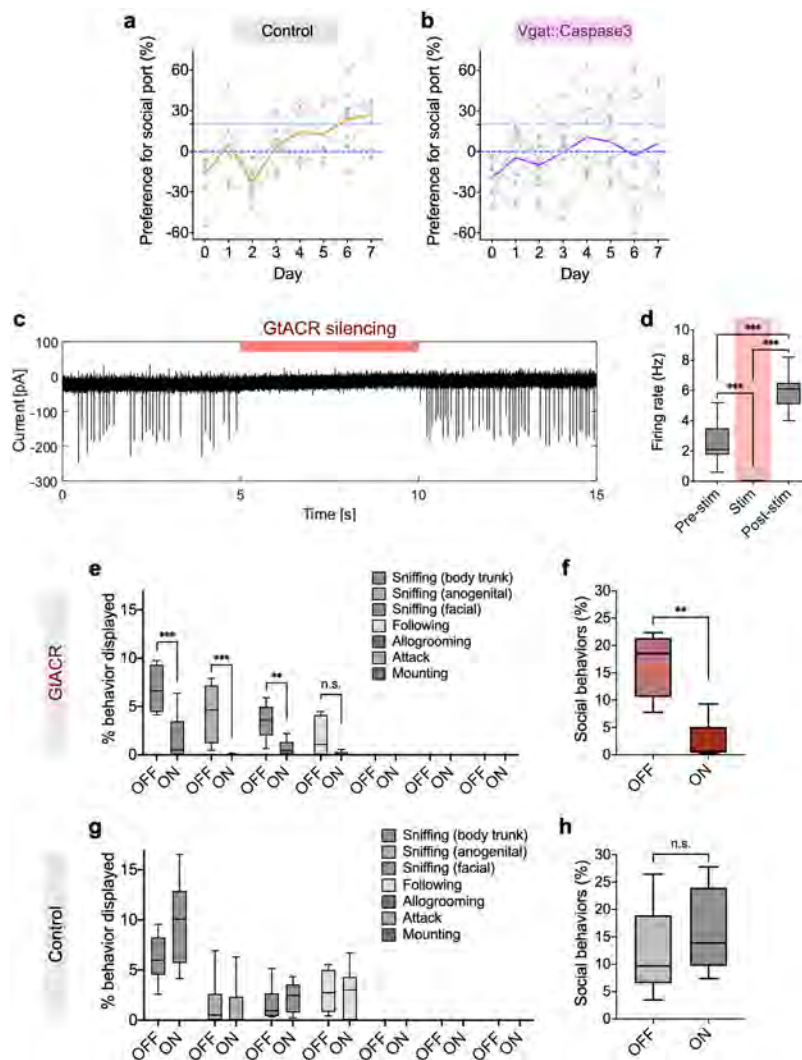 a
Control
Preference for social port (%)
60
30
0
-30
-60
0 1 2 3 4 5 6 7
Day
b
Vgat::Caspase3
Preference for social port (%)
60
30
0
-30
-60
0 1 2 3 4 5 6 7
Day
c
GtACR silencing
Current [pA]
100
0
-100
-200
-300
0 5 10 15
Time [s]
d
Firing rate (Hz)
10
8
6
4
2
0
***
***
***
Pre-stim
Stim
Post-stim
GtACR
e
% behavior displayed
15
10
5
0
***
***
**
n.s.
Sniffing (body trunk)
Sniffing (anogenital)
Sniffing (facial)
Following
Allogrooming
Attack
Mounting
OFF ON OFF ON OFF ON OFF ON OFF ON OFF ON OFF ON
f
Social behaviors (%)
30
25
20
15
10
5
0
**
OFF ON
Control
g
% behavior displayed
15
10
5
0
Sniffing (body trunk)
Sniffing (anogenital)
Sniffing (facial)
Following
Allogrooming
Attack
Mounting
OFF ON OFF ON OFF ON OFF ON OFF ON OFF ON OFF ON
h
Social behaviors (%)
30
25
20
15
10
5
0
n.s.
OFF ON